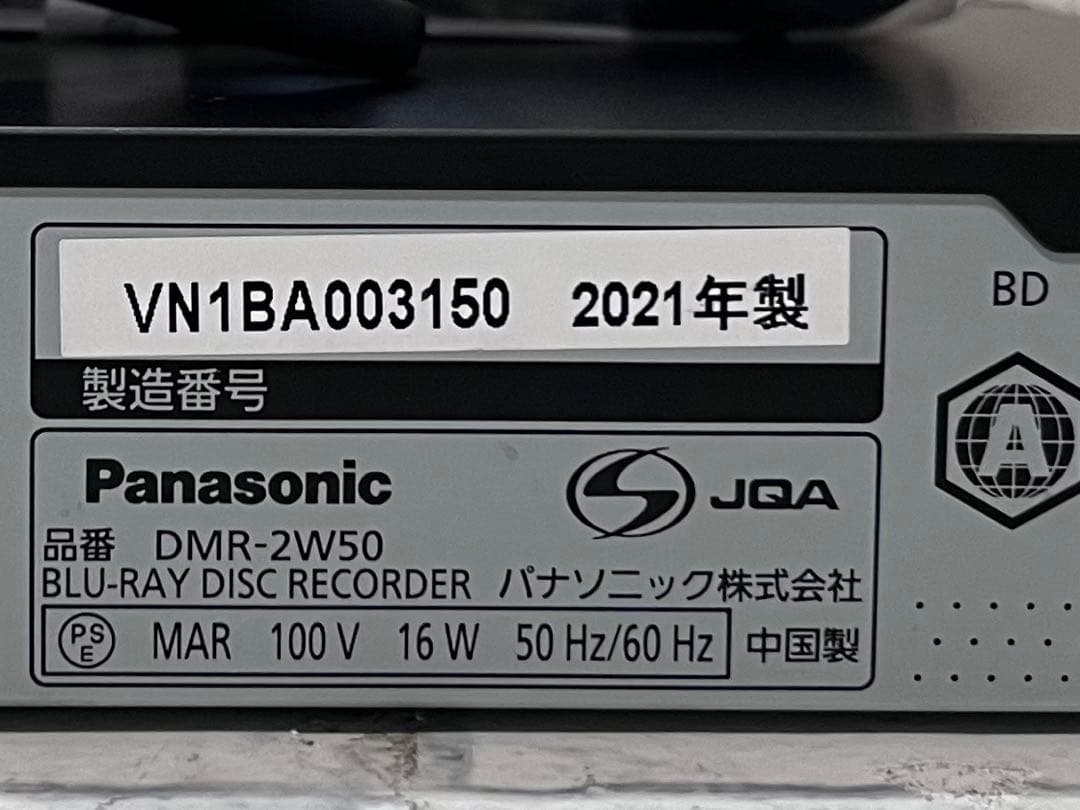 VN1BA003150 2021年製
製造番号
BD
A
Panasonic
S JQA
品番 DMR-2W50
BLU-RAY DISC RECORDER パナソニック株式会社
PSE MAR 100 V 16 W 50 Hz/60 Hz 中国製